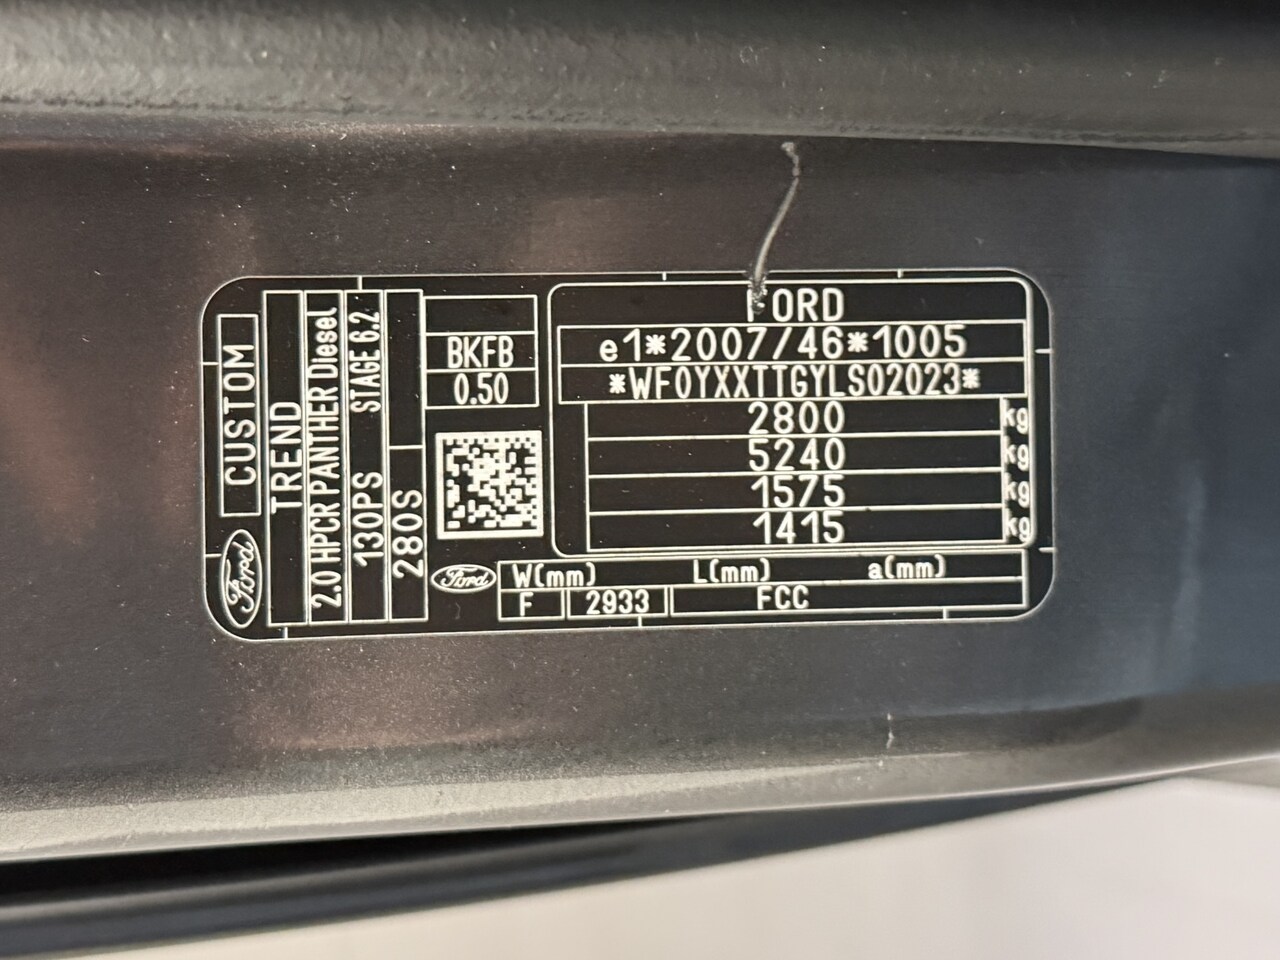 CUSTOM
TREND
2.0 HPCR PANTHER Diesel
130PS STAGE 6.2
280S
Ford
BKFB
0.50
Ford
FORD
e1*2007/46*1005
*WF0YXXTTGYLS02023*
2800 kg
5240 kg
1575 kg
1415 kg
W(mm) L(mm) a(mm)
F 2933 FCC